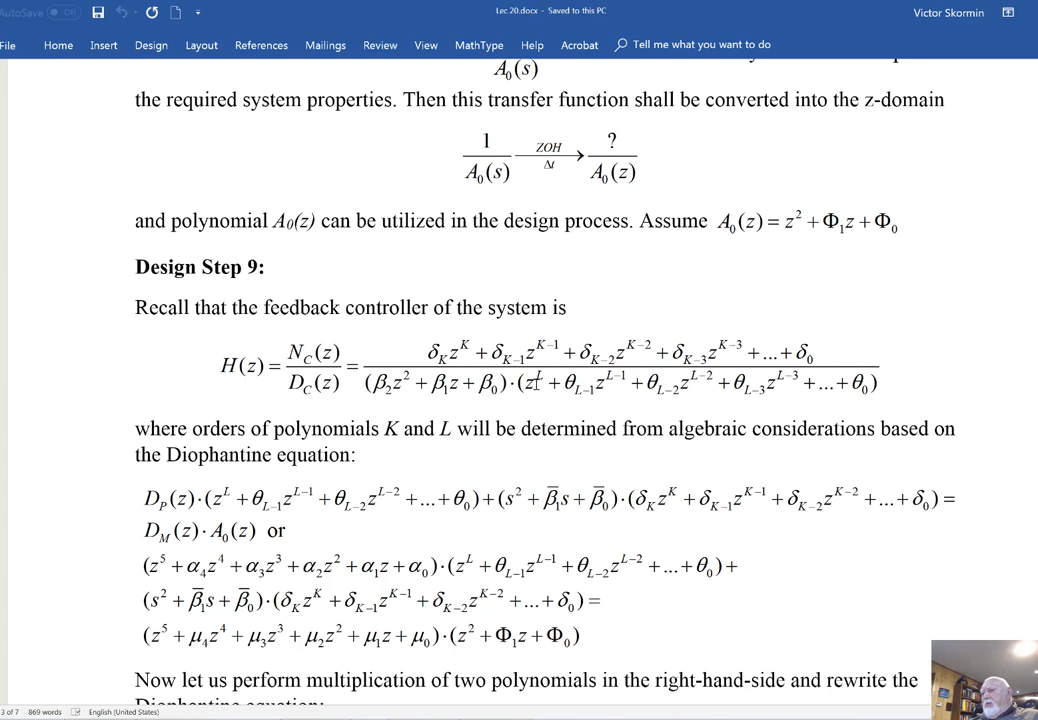 AutoSave Off Lec 20.docx - Saved to this PC Victor Skormin
File Home Insert Design Layout References Mailings Review View MathType Help Acrobat Tell me what you want to do
A₀(s)
the required system properties. Then this transfer function shall be converted into the z-domain
1 / A₀(s) —ZOH / Δt→ ? / A₀(z)
and polynomial A₀(z) can be utilized in the design process. Assume A₀(z) = z² + Φ₁z + Φ₀
Design Step 9:
Recall that the feedback controller of the system is
H(z) = N_C(z) / D_C(z) = (δ_K z^K + δ_{K−1} z^{K−1} + δ_{K−2} z^{K−2} + δ_{K−3} z^{K−3} + ... + δ₀) / ((β₂z² + β₁z + β₀)·(z^L + θ_{L−1} z^{L−1} + θ_{L−2} z^{L−2} + θ_{L−3} z^{L−3} + ... + θ₀))
where orders of polynomials K and L will be determined from algebraic considerations based on
the Diophantine equation:
D_P(z)·(z^L + θ_{L−1} z^{L−1} + θ_{L−2} z^{L−2} + ... + θ₀) + (s² + β̅₁s + β̅₀)·(δ_K z^K + δ_{K−1} z^{K−1} + δ_{K−2} z^{K−2} + ... + δ₀) =
D_M(z)·A₀(z) or
(z⁵ + α₄z⁴ + α₃z³ + α₂z² + α₁z + α₀)·(z^L + θ_{L−1} z^{L−1} + θ_{L−2} z^{L−2} + ... + θ₀) +
(s² + β̅₁s + β̅₀)·(δ_K z^K + δ_{K−1} z^{K−1} + δ_{K−2} z^{K−2} + ... + δ₀) =
(z⁵ + μ₄z⁴ + μ₃z³ + μ₂z² + μ₁z + μ₀)·(z² + Φ₁z + Φ₀)
Now let us perform multiplication of two polynomials in the right-hand-side and rewrite the
Diophantine equation:
3 of 7 869 words English (United States)